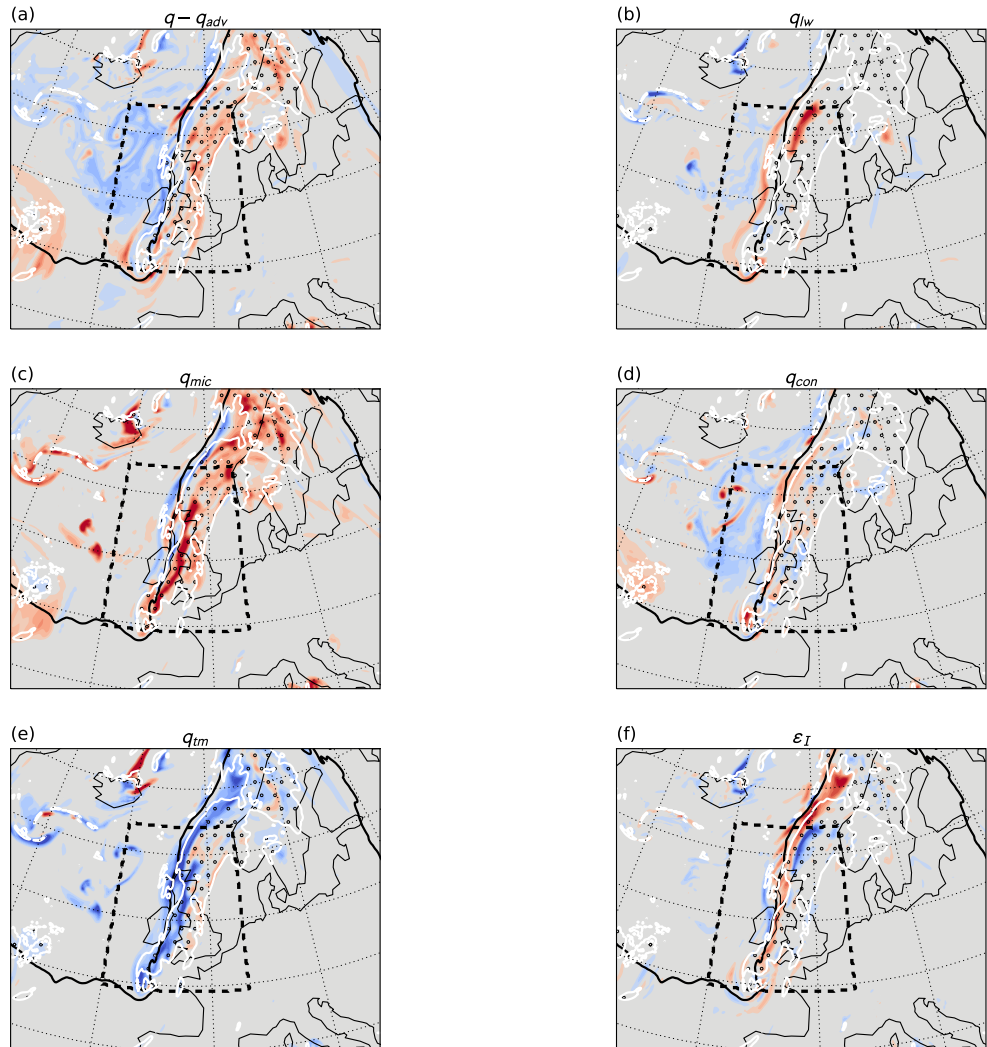 (a)
q − q_adv
(b)
q_lw
(c)
q_mic
(d)
q_con
(e)
q_tm
(f)
ε_I